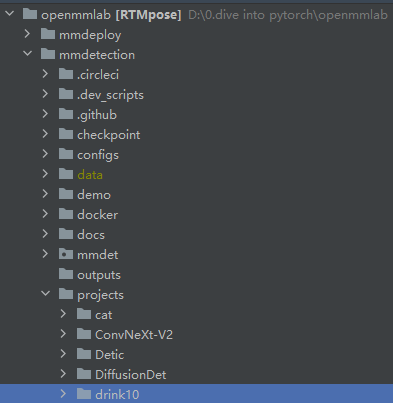 openmmlab [RTMpose] D:\0.dive into pytorch\openmmlab
mmdeploy
mmdetection
.circleci
.dev_scripts
.github
checkpoint
configs
data
demo
docker
docs
mmdet
outputs
projects
cat
ConvNeXt-V2
Detic
DiffusionDet
drink10